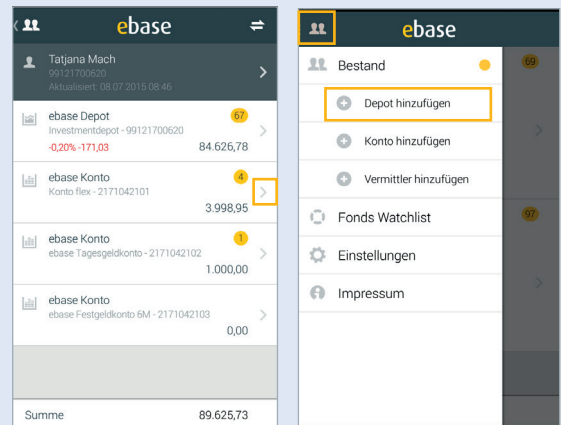 ebase
Tatjana Mach
99121700620
Aktualisiert: 08.07.2015 08:46
ebase Depot
67
Investmentdepot - 99121700620
-0,20% -171,03
84.626,78
ebase Konto
4
Konto flex - 2171042101
3.998,95
ebase Konto
1
ebase Tagesgeldkonto - 2171042102
1.000,00
ebase Konto
ebase Festgeldkonto 6M - 2171042103
0,00
Summe
89.625,73
ebase
Bestand
69
Depot hinzufügen
Konto hinzufügen
Vermittler hinzufügen
97
Fonds Watchlist
Einstellungen
Impressum